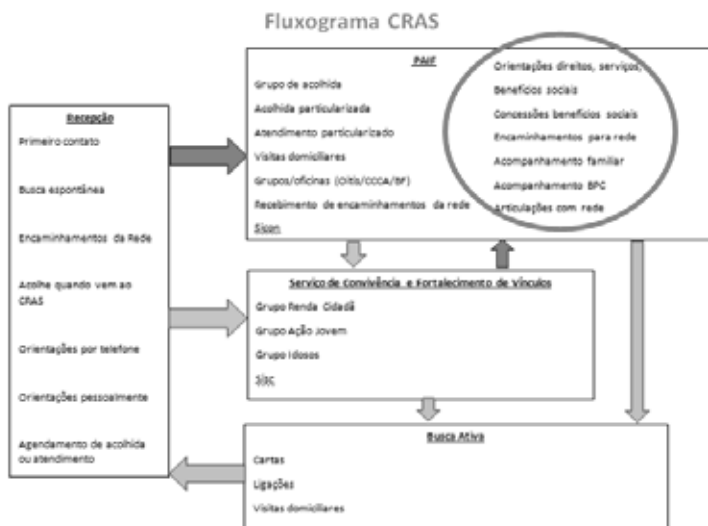 Fluxograma CRAS
Recepção
Primeiro contato
Busca espontânea
Encaminhamentos da Rede
Acolhe quando vem ao
CRAS
Orientações por telefone
Orientações pessoalmente
Agendamento de acolhida
ou atendimento
PAIF
Grupo de acolhida
Acolhida particularizada
Atendimento particularizado
Visitas domiciliares
Grupos/oficinas
Recebimento de encaminhamentos da rede
Sicon
Orientações direitos, serviços,
Benefícios sociais
Concessões benefícios sociais
Encaminhamentos para rede
Acompanhamento familiar
Acompanhamento BPC
Articulações com rede
Serviço de Convivência e Fortalecimento de Vínculos
Grupo Renda Cidadã
Grupo Ação Jovem
Grupo Idosos
Busca Ativa
Cartas
Ligações
Visitas domiciliares